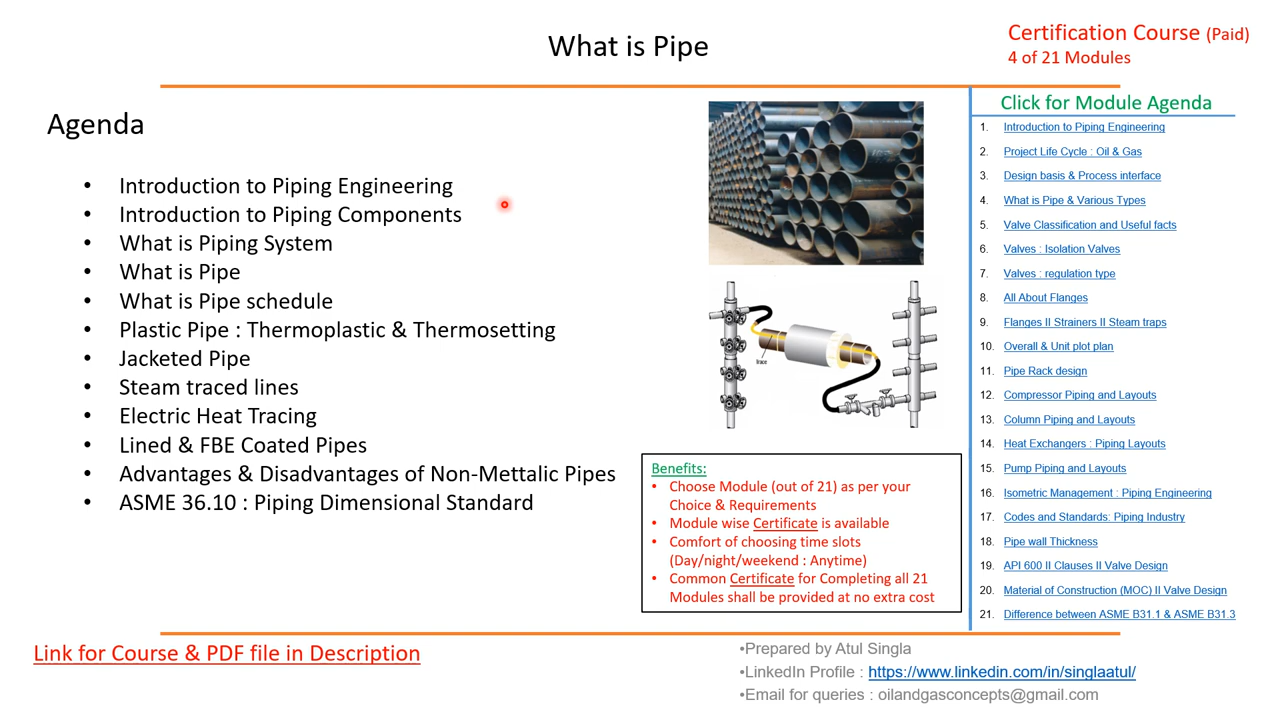 What is Pipe
Certification Course (Paid)
4 of 21 Modules
Agenda
• Introduction to Piping Engineering
• Introduction to Piping Components
• What is Piping System
• What is Pipe
• What is Pipe schedule
• Plastic Pipe : Thermoplastic & Thermosetting
• Jacketed Pipe
• Steam traced lines
• Electric Heat Tracing
• Lined & FBE Coated Pipes
• Advantages & Disadvantages of Non-Mettalic Pipes
• ASME 36.10 : Piping Dimensional Standard
trace
Benefits:
• Choose Module (out of 21) as per your
Choice & Requirements
• Module wise Certificate is available
• Comfort of choosing time slots
(Day/night/weekend : Anytime)
• Common Certificate for Completing all 21
Modules shall be provided at no extra cost
Click for Module Agenda
1. Introduction to Piping Engineering
2. Project Life Cycle : Oil & Gas
3. Design basis & Process interface
4. What is Pipe & Various Types
5. Valve Classification and Useful facts
6. Valves : Isolation Valves
7. Valves : regulation type
8. All About Flanges
9. Flanges II Strainers II Steam traps
10. Overall & Unit plot plan
11. Pipe Rack design
12. Compressor Piping and Layouts
13. Column Piping and Layouts
14. Heat Exchangers : Piping Layouts
15. Pump Piping and Layouts
16. Isometric Management : Piping Engineering
17. Codes and Standards: Piping Industry
18. Pipe wall Thickness
19. API 600 II Clauses II Valve Design
20. Material of Construction (MOC) II Valve Design
21. Difference between ASME B31.1 & ASME B31.3
Link for Course & PDF file in Description
•Prepared by Atul Singla
•LinkedIn Profile : https://www.linkedin.com/in/singlaatul/
•Email for queries : oilandgasconcepts@gmail.com